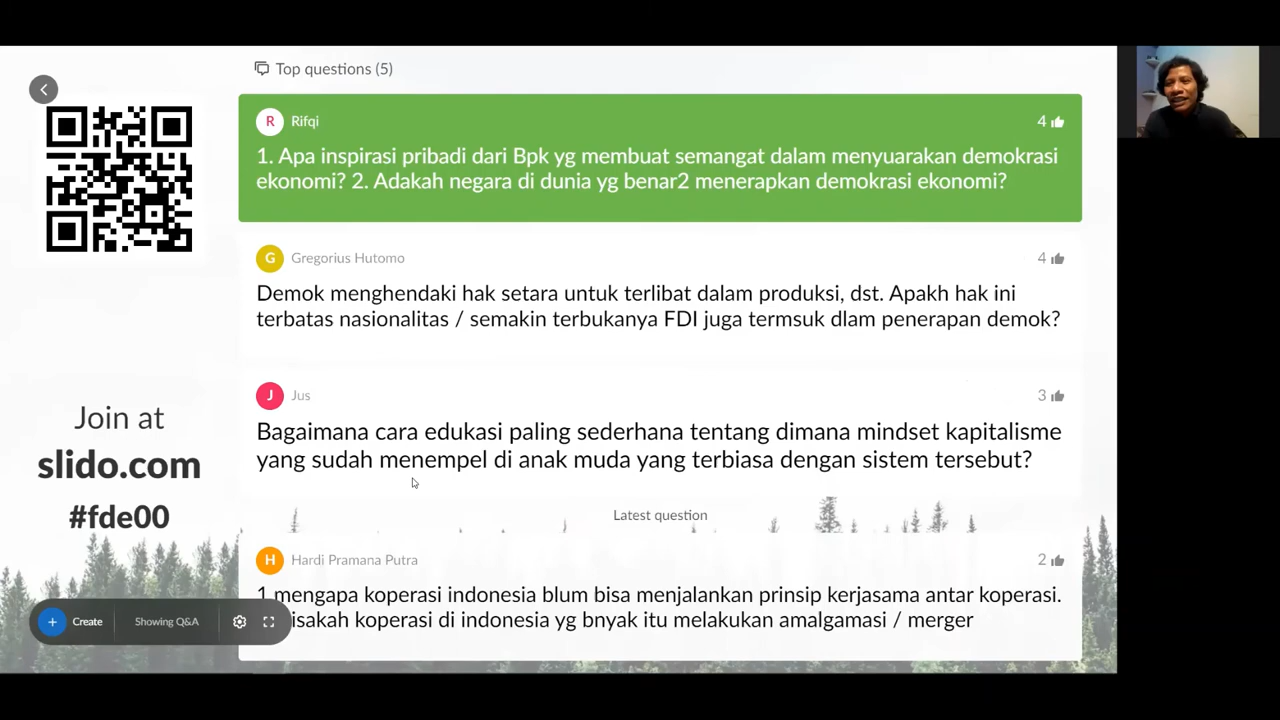 Top questions (5)
R Rifqi 4
1. Apa inspirasi pribadi dari Bpk yg membuat semangat dalam menyuarakan demokrasi
ekonomi? 2. Adakah negara di dunia yg benar2 menerapkan demokrasi ekonomi?
G Gregorius Hutomo 4
Demok menghendaki hak setara untuk terlibat dalam produksi, dst. Apakh hak ini
terbatas nasionalitas / semakin terbukanya FDI juga termsuk dlam penerapan demok?
J Jus 3
Bagaimana cara edukasi paling sederhana tentang dimana mindset kapitalisme
yang sudah menempel di anak muda yang terbiasa dengan sistem tersebut?
Join at
slido.com
#fde00
Latest question
H Hardi Pramana Putra 2
1 mengapa koperasi indonesia blum bisa menjalankan prinsip kerjasama antar koperasi.
isakah koperasi di indonesia yg bnyak itu melakukan amalgamasi / merger
Create Showing Q&A